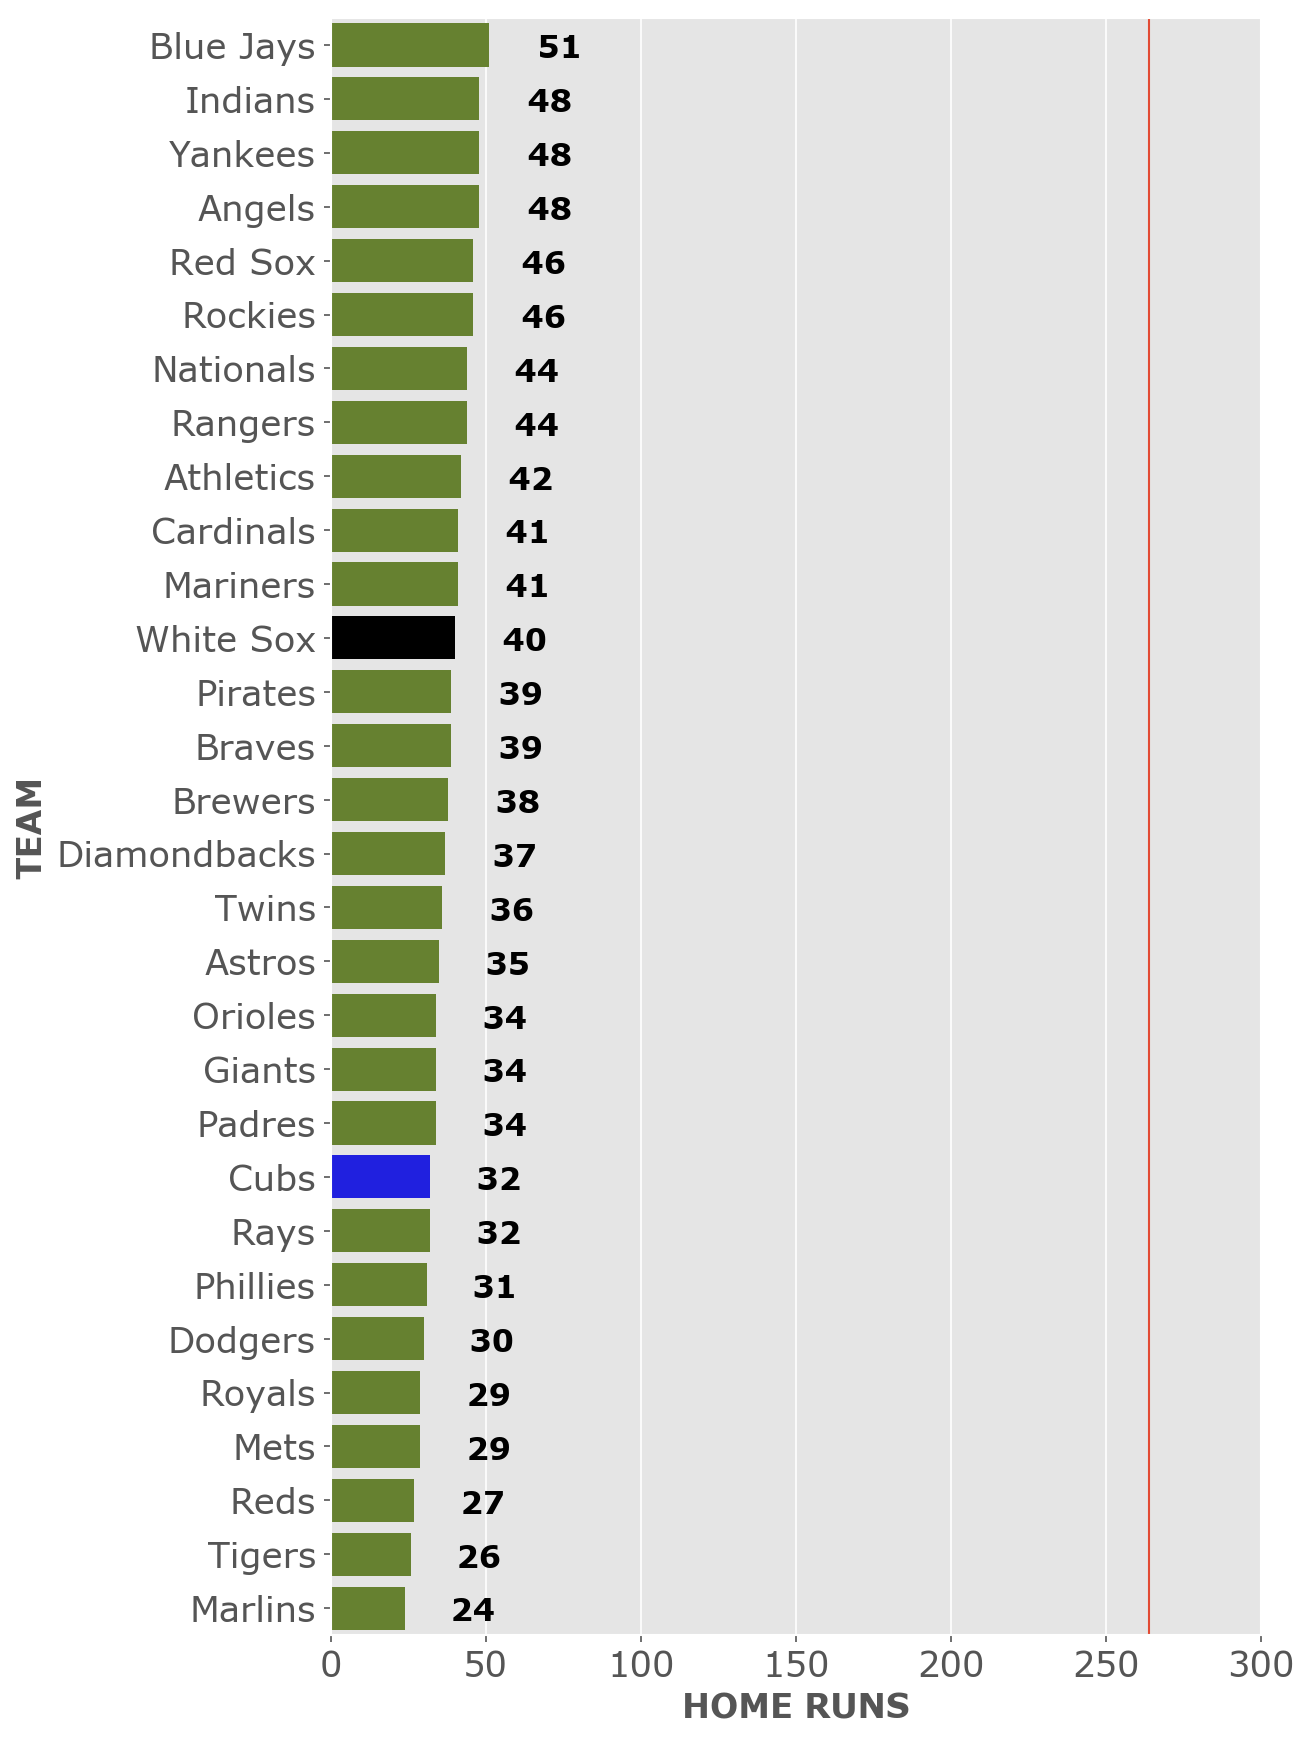 Blue Jays 51
Indians 48
Yankees 48
Angels 48
Red Sox 46
Rockies 46
Nationals 44
Rangers 44
Athletics 42
Cardinals 41
Mariners 41
White Sox 40
Pirates 39
Braves 39
Brewers 38
Diamondbacks 37
Twins 36
Astros 35
Orioles 34
Giants 34
Padres 34
Cubs 32
Rays 32
Phillies 31
Dodgers 30
Royals 29
Mets 29
Reds 27
Tigers 26
Marlins 24
TEAM
0 50 100 150 200 250 300
HOME RUNS